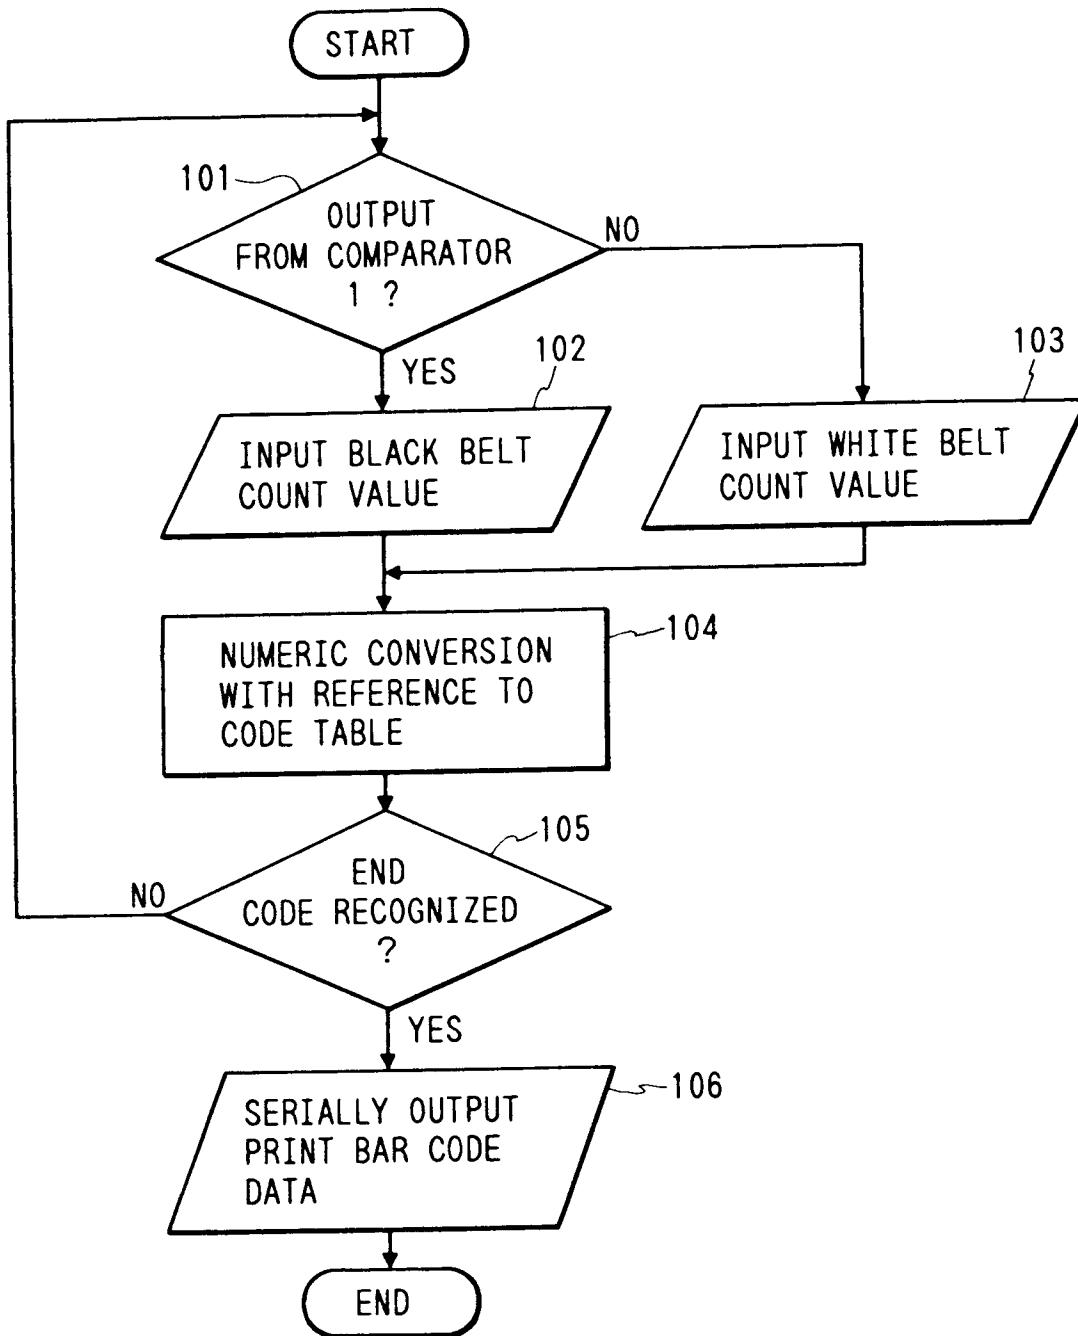 START
101
OUTPUT
FROM COMPARATOR
1 ?
NO
YES
102
103
INPUT BLACK BELT
COUNT VALUE
INPUT WHITE BELT
COUNT VALUE
NUMERIC CONVERSION
WITH REFERENCE TO
CODE TABLE
104
105
END
CODE RECOGNIZED
?
NO
YES
106
SERIALLY OUTPUT
PRINT BAR CODE
DATA
END